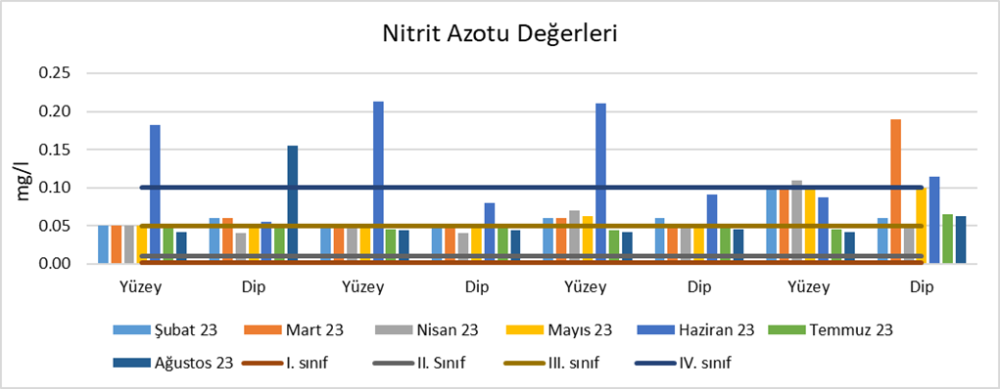 Nitrit Azotu Değerleri
mg/l
0.25
0.20
0.15
0.10
0.05
0.00
Yüzey Dip Yüzey Dip Yüzey Dip Yüzey Dip
Şubat 23 Mart 23 Nisan 23 Mayıs 23 Haziran 23 Temmuz 23
Ağustos 23 I. sınıf II. Sınıf III. sınıf IV. sınıf